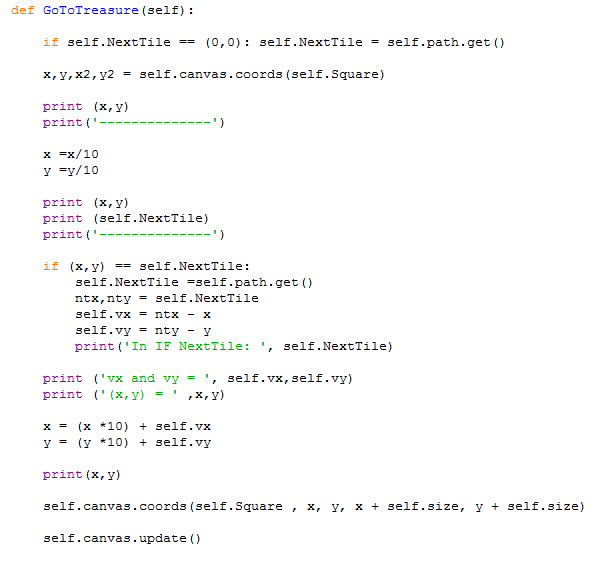 def GoToTreasure(self):
if self.NextTile == (0,0): self.NextTile = self.path.get()
x,y,x2,y2 = self.canvas.coords(self.Square)
print (x,y)
print('--------------')
x =x/10
y =y/10
print (x,y)
print (self.NextTile)
print('--------------')
if (x,y) == self.NextTile:
self.NextTile =self.path.get()
ntx,nty = self.NextTile
self.vx = ntx - x
self.vy = nty - y
print('In IF NextTile: ', self.NextTile)
print ('vx and vy = ', self.vx,self.vy)
print ('(x,y) = ' ,x,y)
x = (x *10) + self.vx
y = (y *10) + self.vy
print(x,y)
self.canvas.coords(self.Square , x, y, x + self.size, y + self.size)
self.canvas.update()